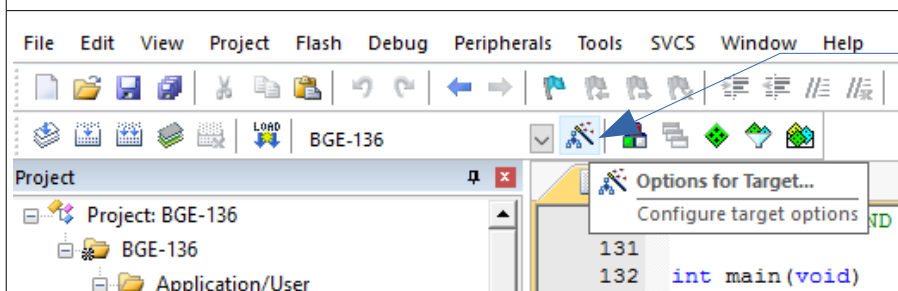 File Edit View Project Flash Debug Peripherals Tools SVCS Window Help
LOAD BGE-136
Project
Options for Target...
Project: BGE-136
Configure target options
ND
BGE-136
131
Application/User
132 int main(void)